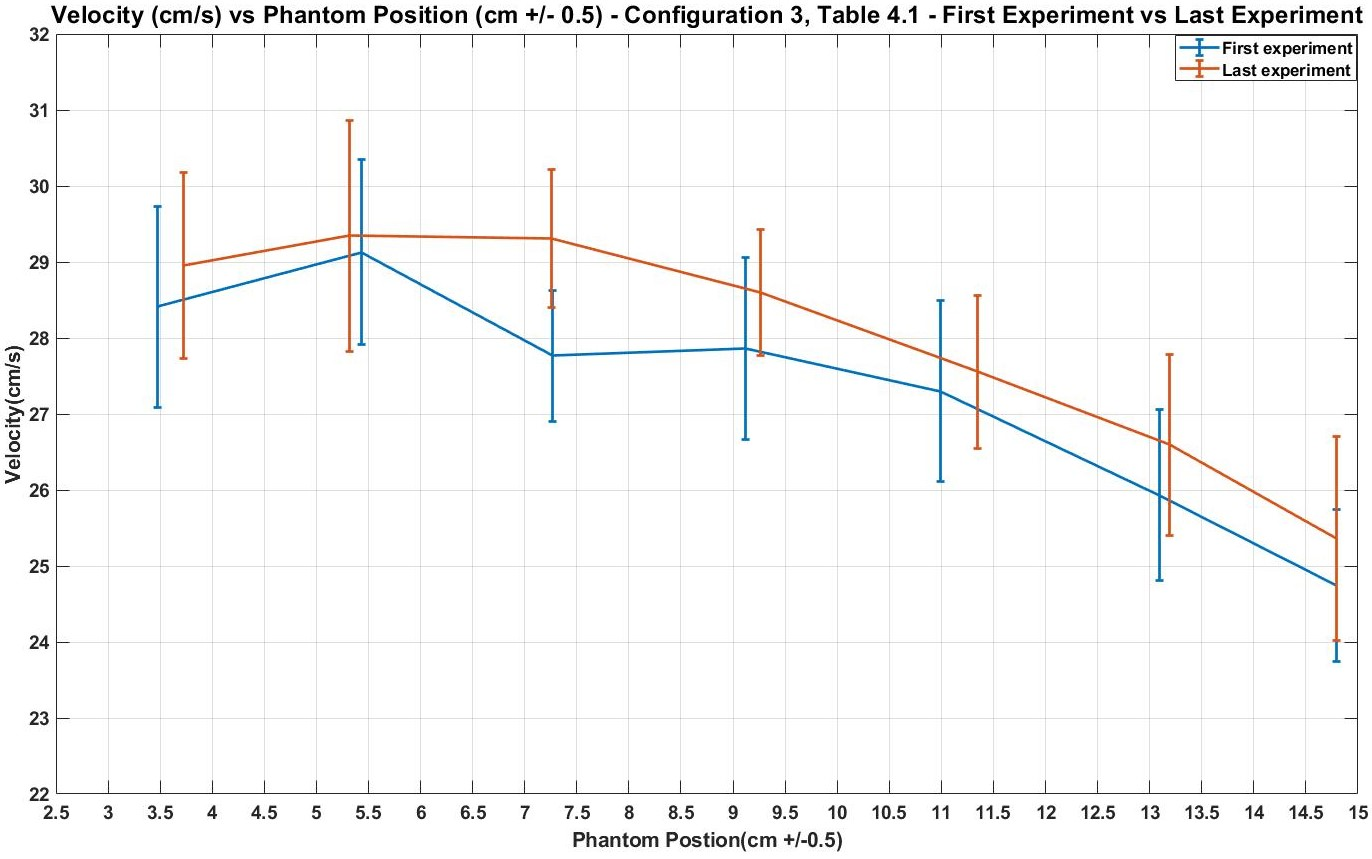 Velocity (cm/s) vs Phantom Position (cm +/- 0.5) - Configuration 3, Table 4.1 - First Experiment vs Last Experiment
First experiment
Last experiment
32
31
30
29
28
27
26
25
24
23
22
Velocity(cm/s)
2.5 3 3.5 4 4.5 5 5.5 6 6.5 7 7.5 8 8.5 9 9.5 10 10.5 11 11.5 12 12.5 13 13.5 14 14.5 15
Phantom Postion(cm +/-0.5)